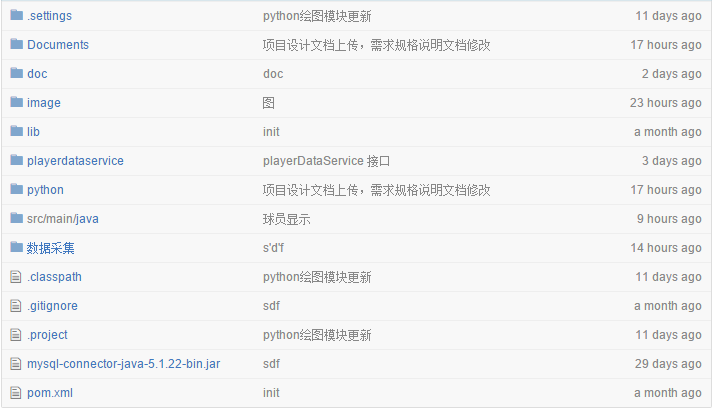 .settings python绘图模块更新 11 days ago
Documents 项目设计文档上传，需求规格说明文档修改 17 hours ago
doc doc 2 days ago
image 图 23 hours ago
lib init a month ago
playerdataservice playerDataService 接口 3 days ago
python 项目设计文档上传，需求规格说明文档修改 17 hours ago
src/main/java 球员显示 9 hours ago
数据采集 s'd'f 14 hours ago
.classpath python绘图模块更新 11 days ago
.gitignore sdf a month ago
.project python绘图模块更新 11 days ago
mysql-connector-java-5.1.22-bin.jar sdf 29 days ago
pom.xml init a month ago